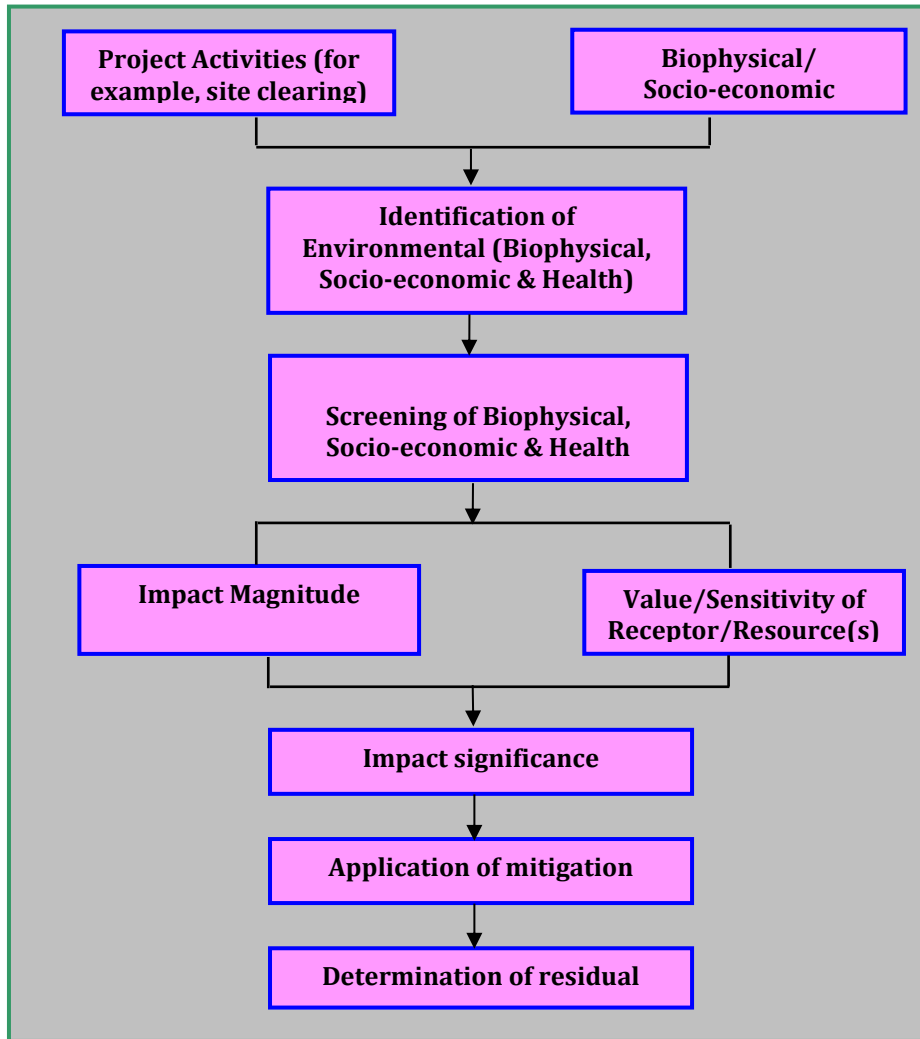 Project Activities (for
example, site clearing)
Biophysical/
Socio-economic
Identification of
Environmental (Biophysical,
Socio-economic & Health)
Screening of Biophysical,
Socio-economic & Health
Impact Magnitude
Value/Sensitivity of
Receptor/Resource(s)
Impact significance
Application of mitigation
Determination of residual